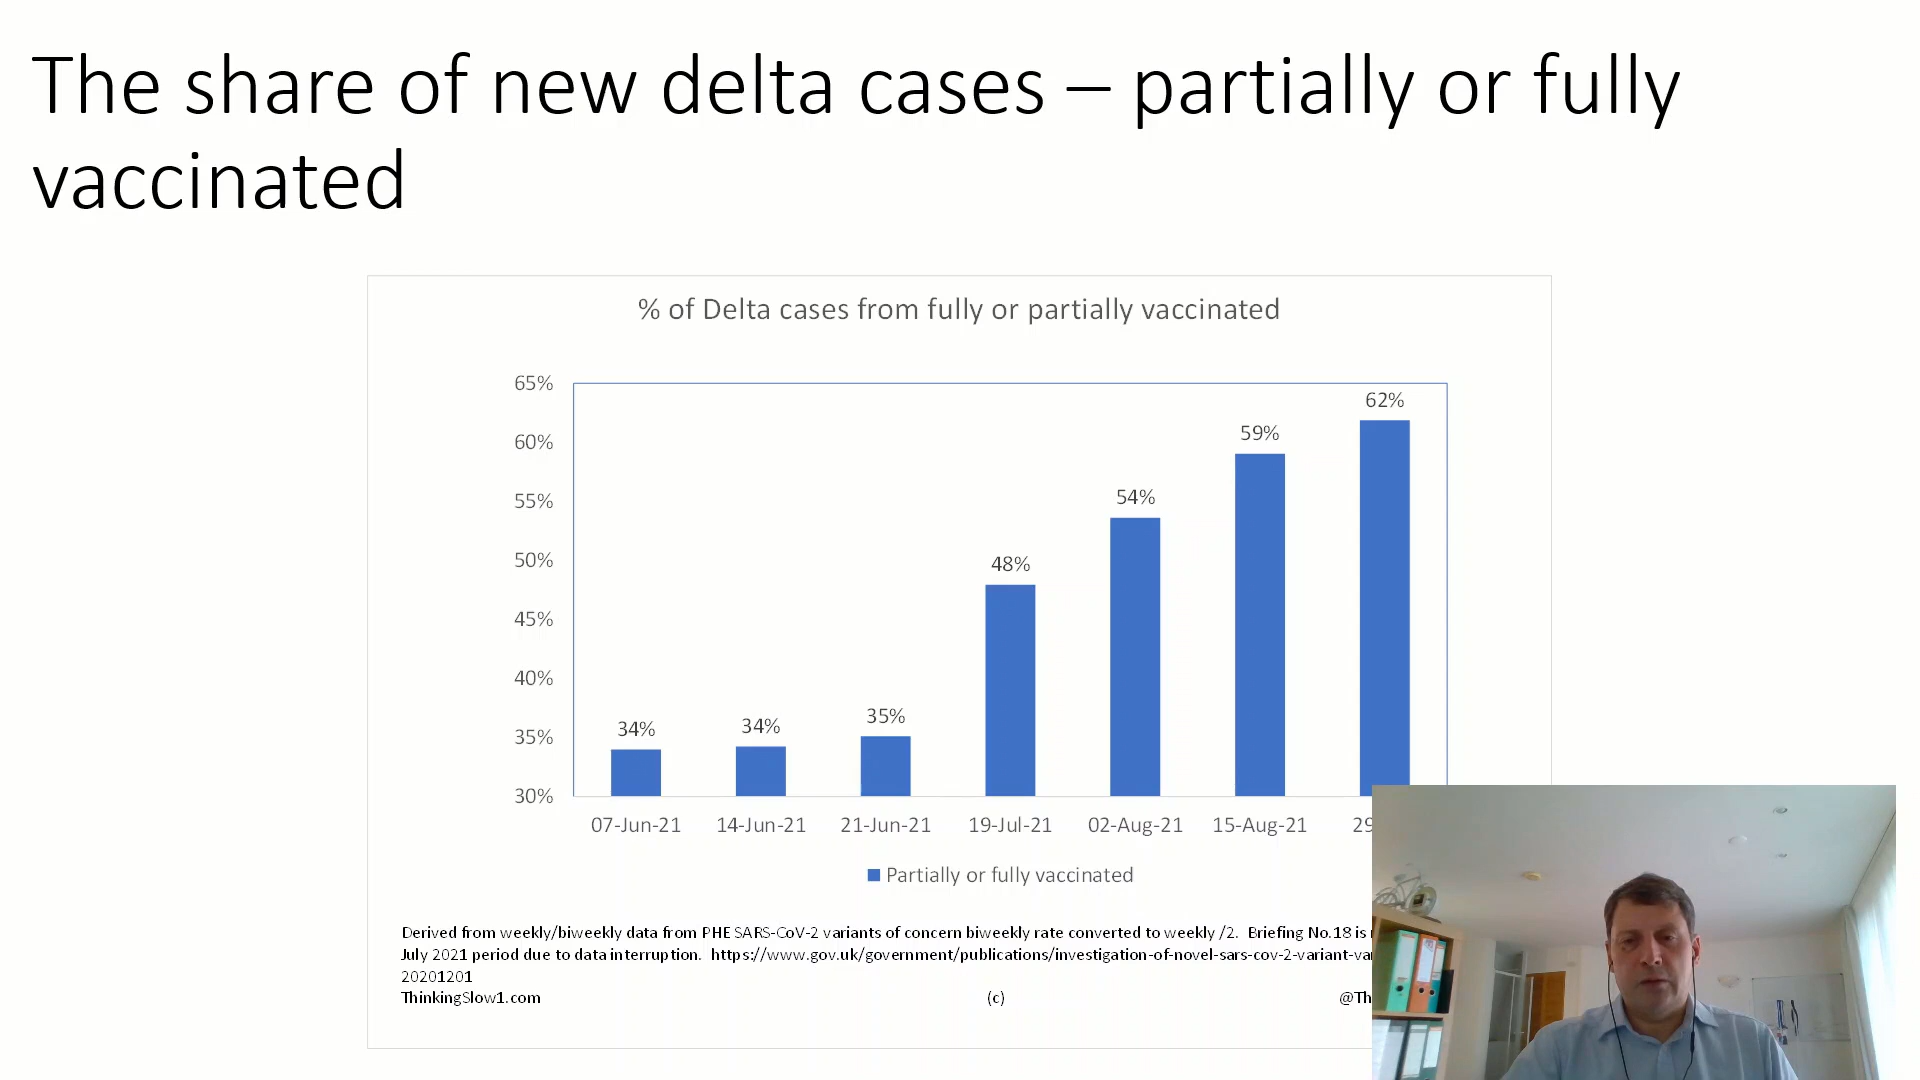 The share of new delta cases – partially or fully
vaccinated
% of Delta cases from fully or partially vaccinated
65%
60%
55%
50%
45%
40%
35%
30%
34%
34%
35%
48%
54%
59%
62%
07-Jun-21 14-Jun-21 21-Jun-21 19-Jul-21 02-Aug-21 15-Aug-21 29
Partially or fully vaccinated
Derived from weekly/biweekly data from PHE SARS-CoV-2 variants of concern biweekly rate converted to weekly /2. Briefing No.18 is
July 2021 period due to data interruption. https://www.gov.uk/government/publications/investigation-of-novel-sars-cov-2-variant-va
20201201
ThinkingSlow1.com (c) @Th